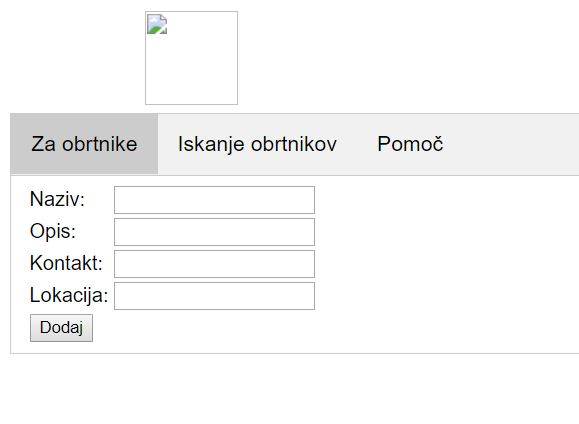 Za obrtnike Iskanje obrtnikov Pomoč
Naziv:
Opis:
Kontakt:
Lokacija:
Dodaj